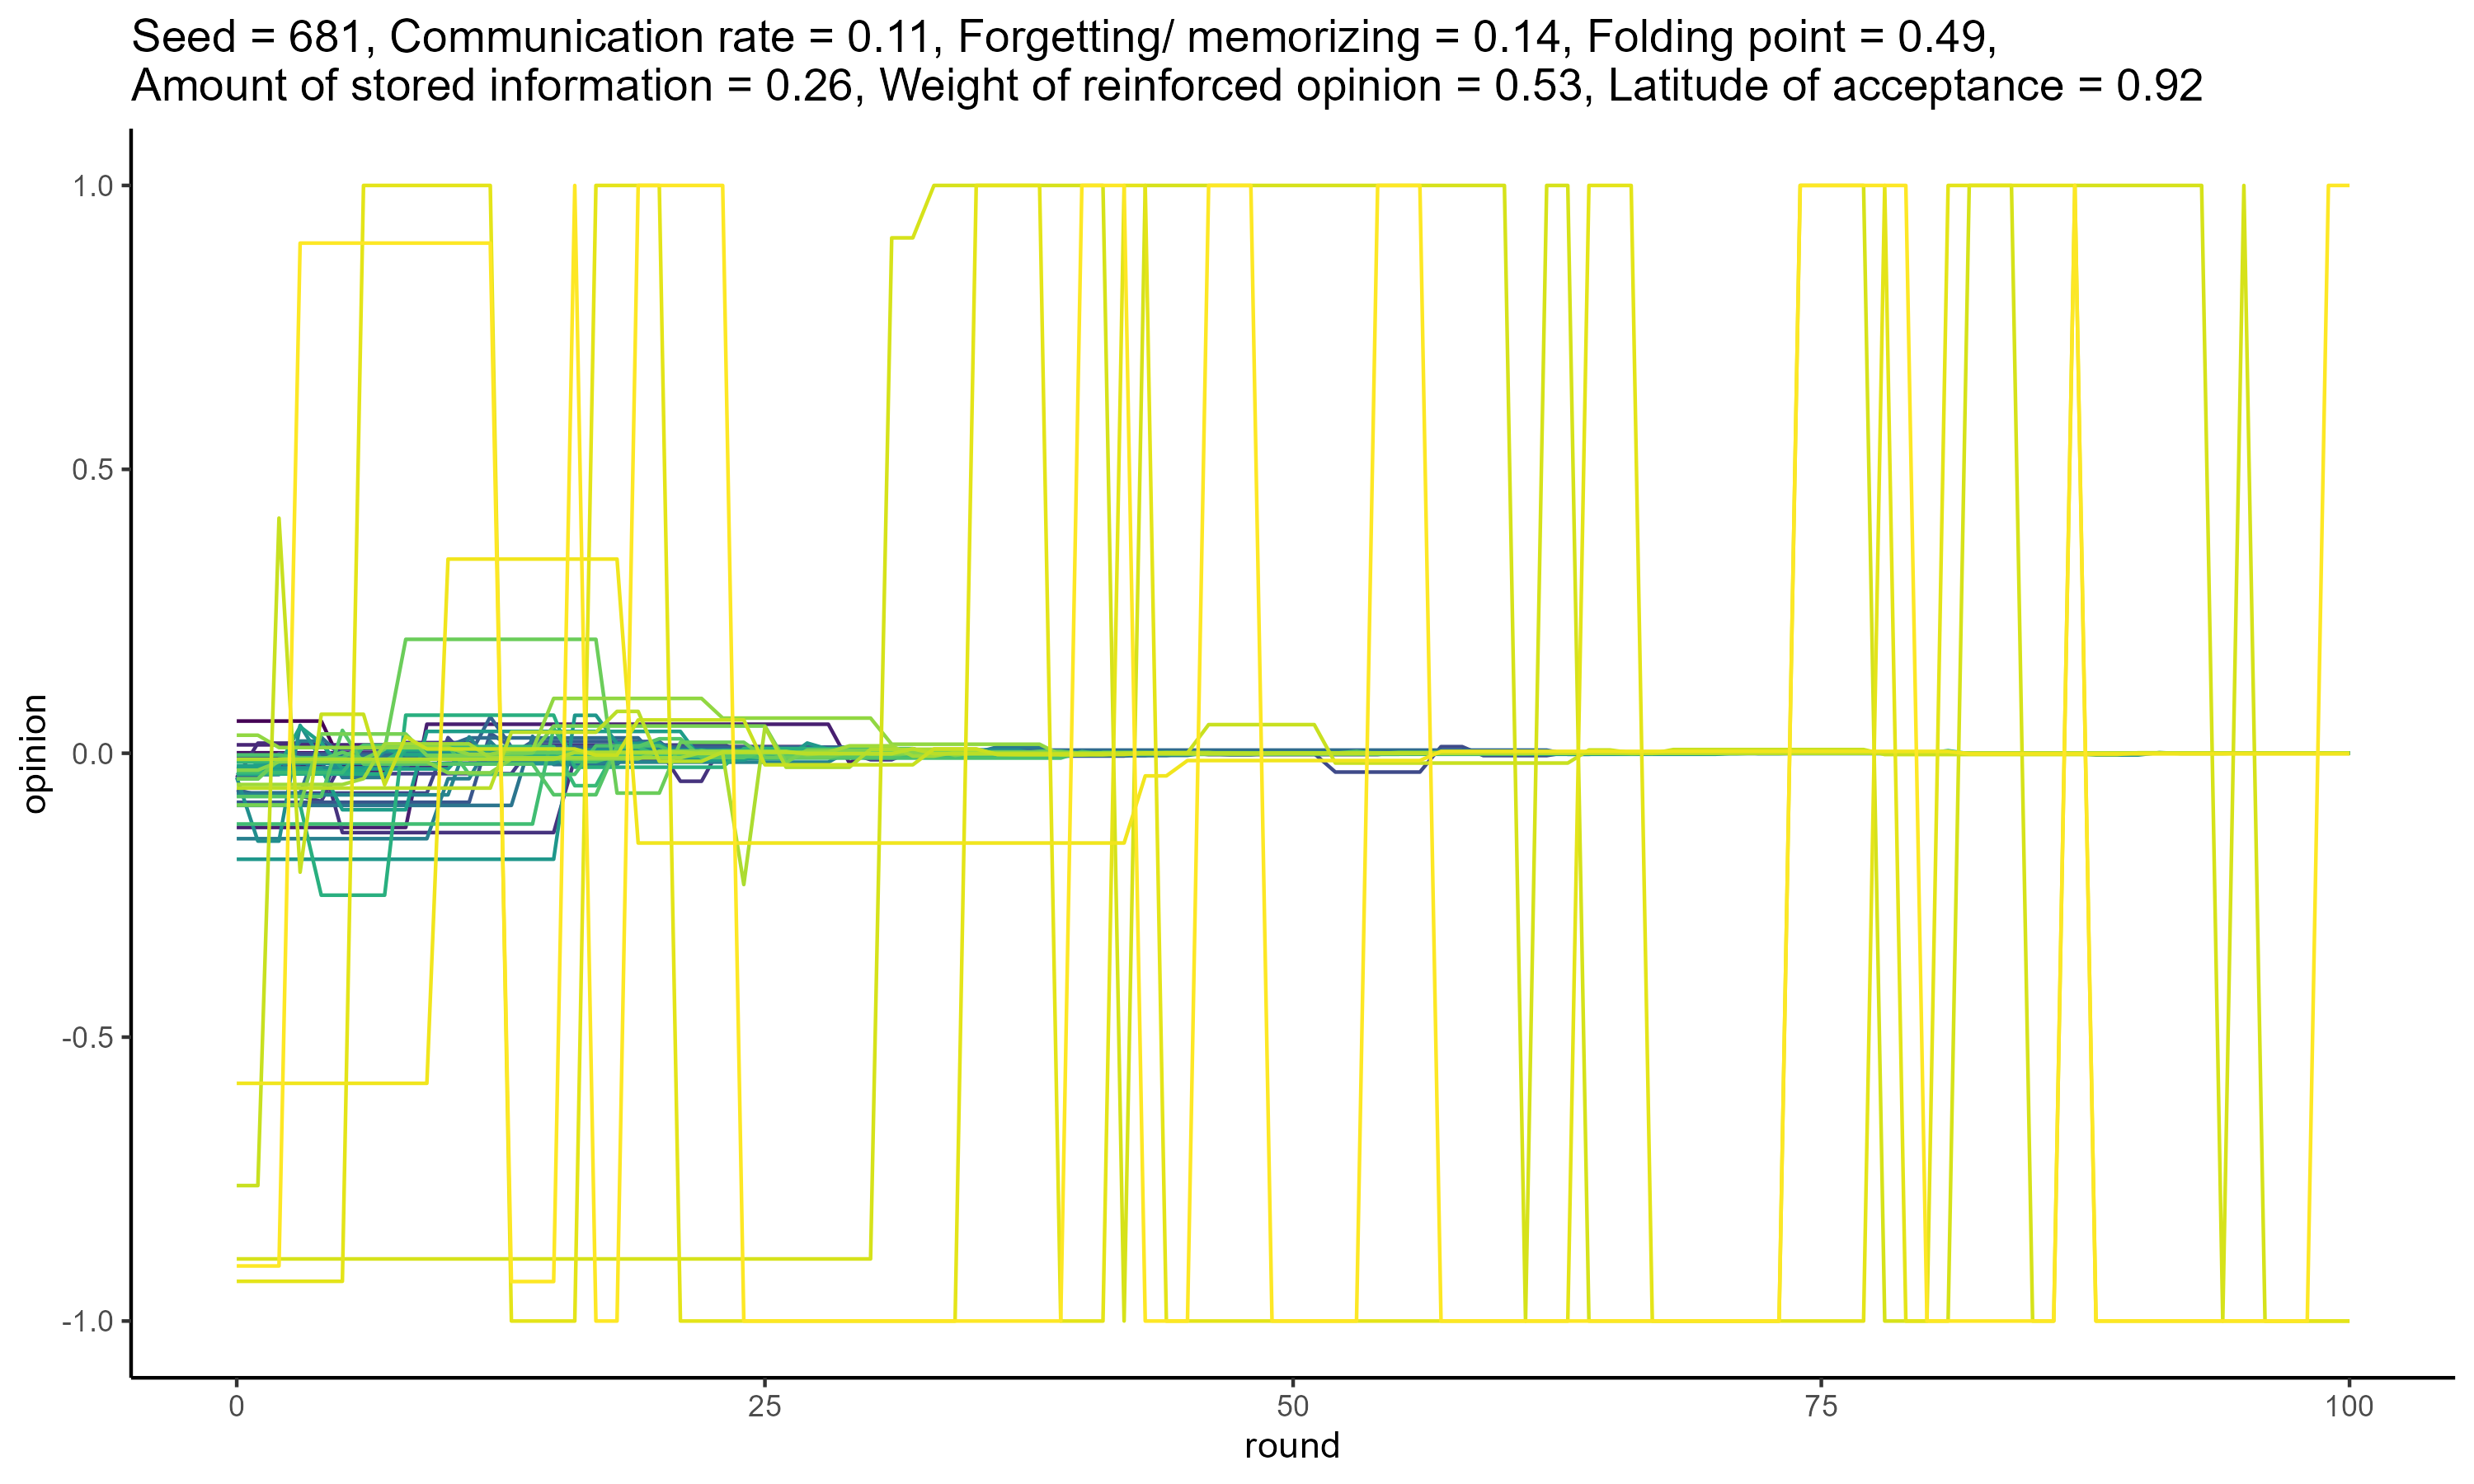 Seed = 681, Communication rate = 0.11, Forgetting/ memorizing = 0.14, Folding point = 0.49,
Amount of stored information = 0.26, Weight of reinforced opinion = 0.53, Latitude of acceptance = 0.92
1.0
0.5
0.0
-0.5
-1.0
opinion
0 25 50 75 100
round